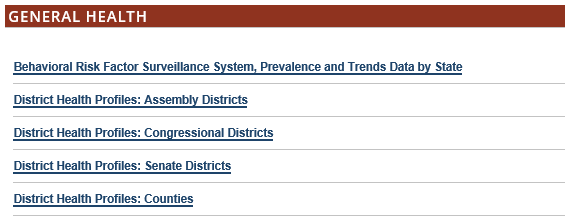 GENERAL HEALTH
Behavioral Risk Factor Surveillance System, Prevalence and Trends Data by State
District Health Profiles: Assembly Districts
District Health Profiles: Congressional Districts
District Health Profiles: Senate Districts
District Health Profiles: Counties